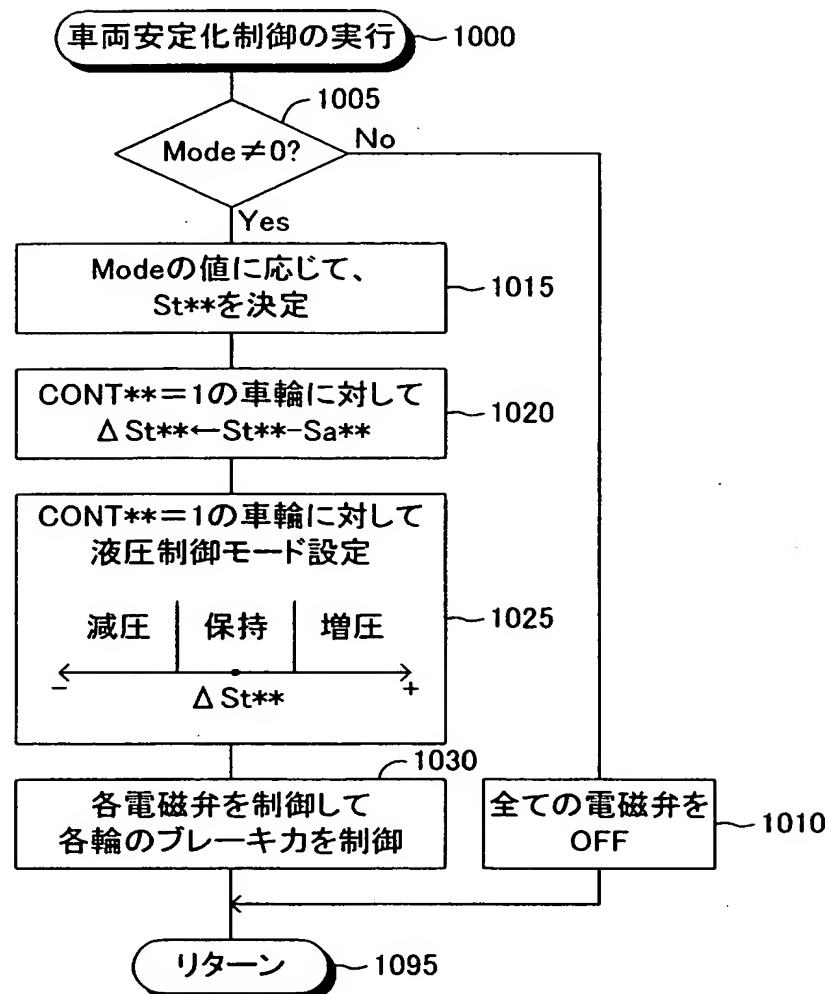 車両安定化制御の実行
1000
1005
Mode≠0?
No
Yes
Modeの値に応じて、
St**を決定
1015
CONT**=1の車輪に対して
ΔSt**←St**-Sa**
1020
CONT**=1の車輪に対して
液圧制御モード設定
減圧 保持 増圧
- +
ΔSt**
1025
1030
各電磁弁を制御して
各輪のブレーキ力を制御
全ての電磁弁を
OFF
1010
リターン
1095